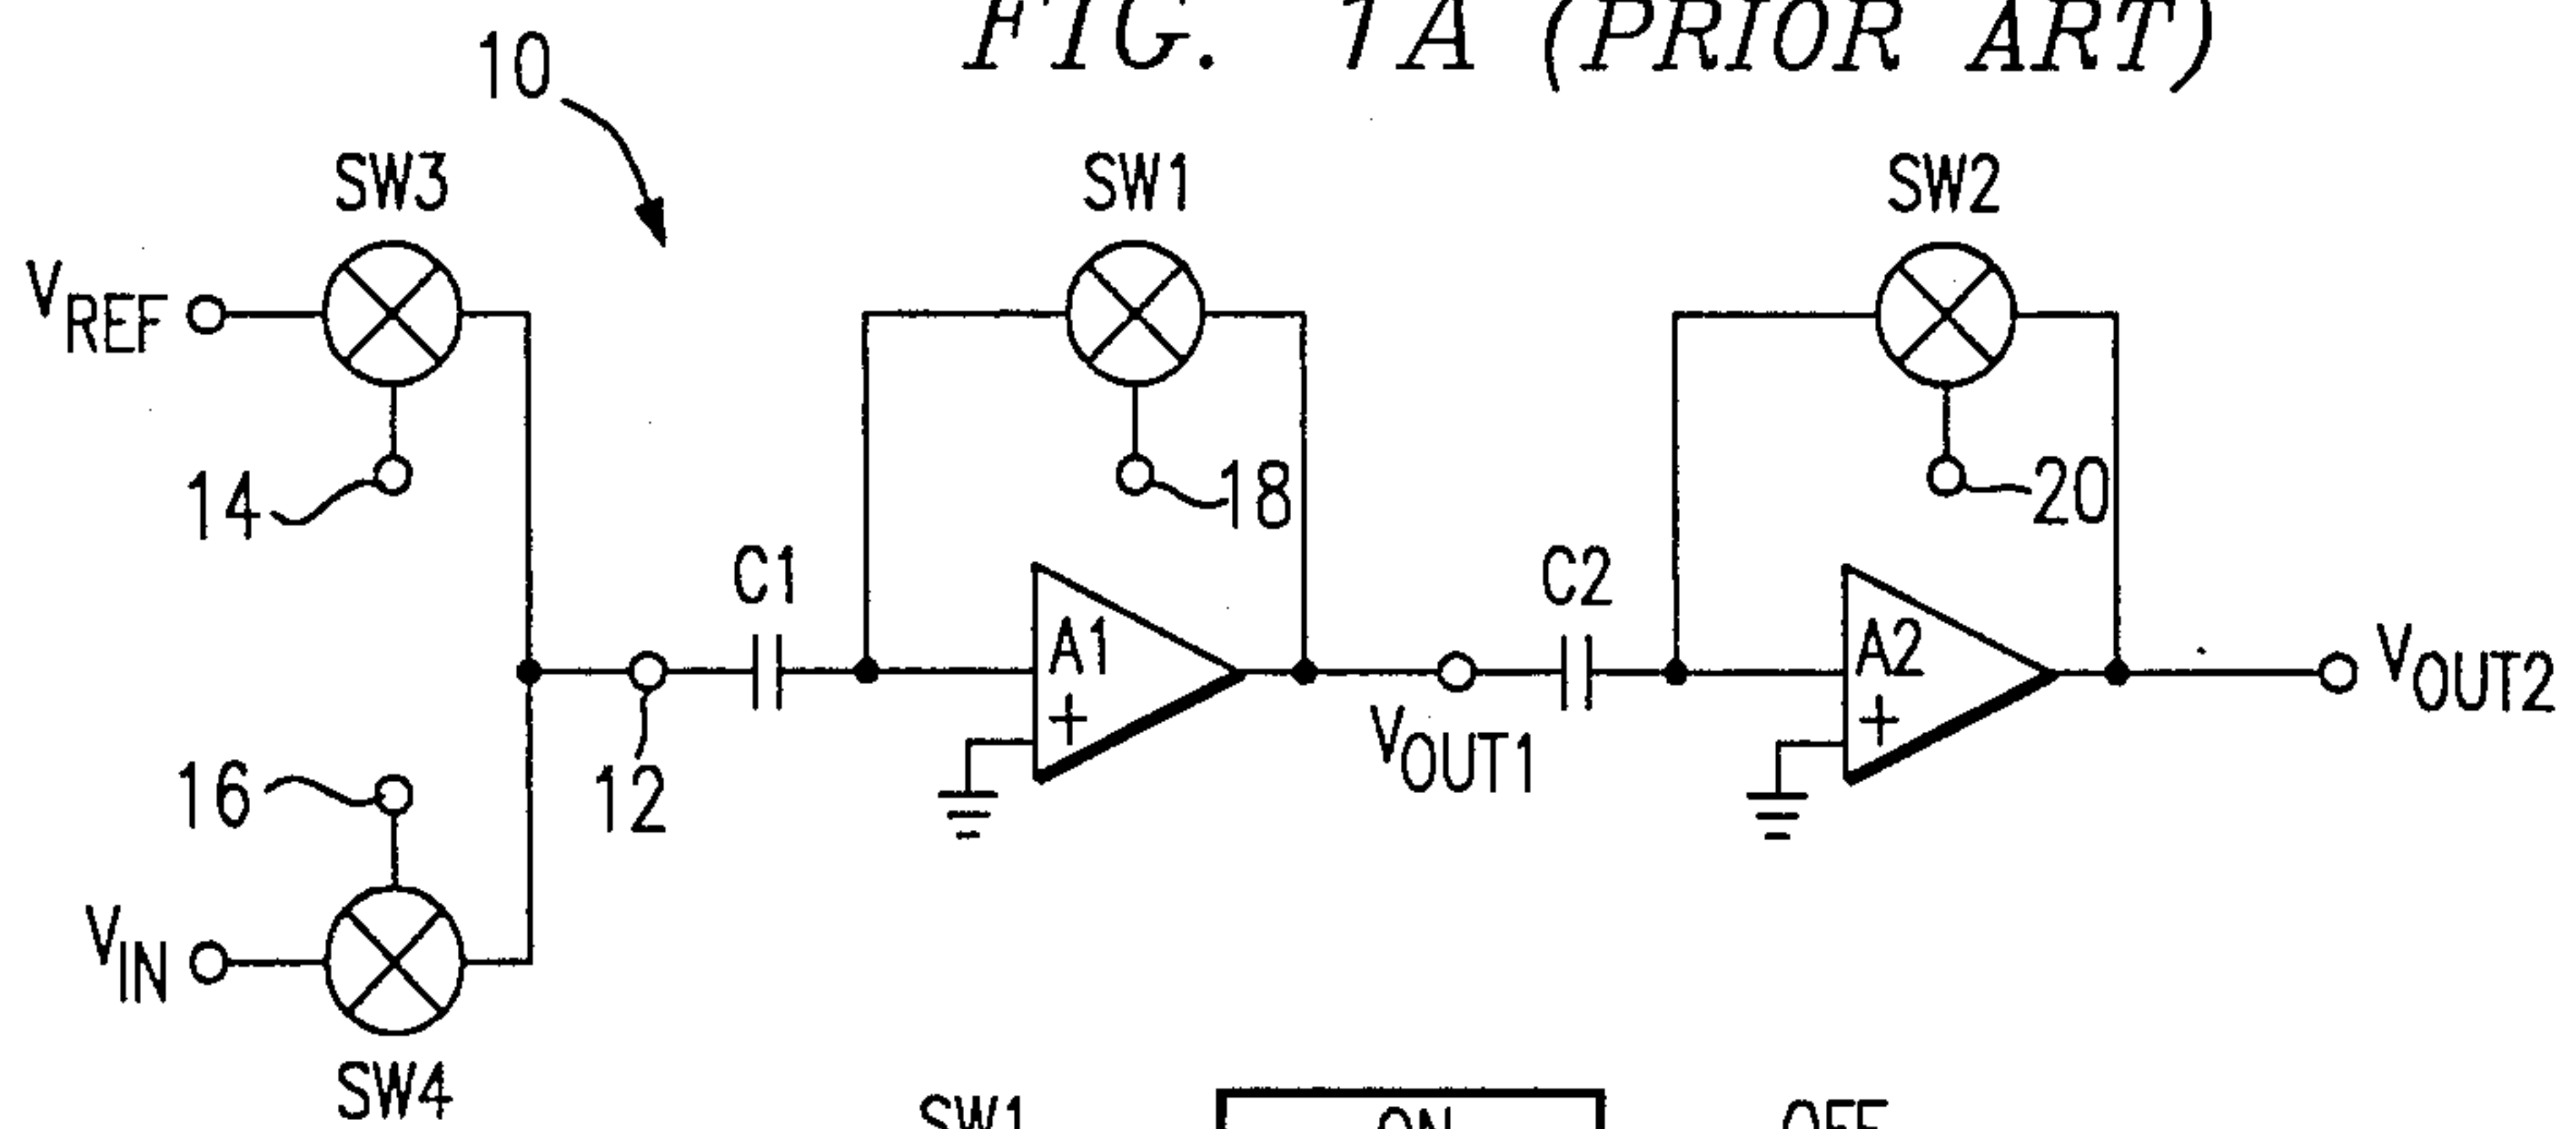 FIG. 1A (PRIOR ART)
10
SW3
SW1
SW2
VREF
14
18
20
C1
C2
A1
+
A2
+
VOUT1
VOUT2
12
16
VIN
SW4
SW1
ON
OFF